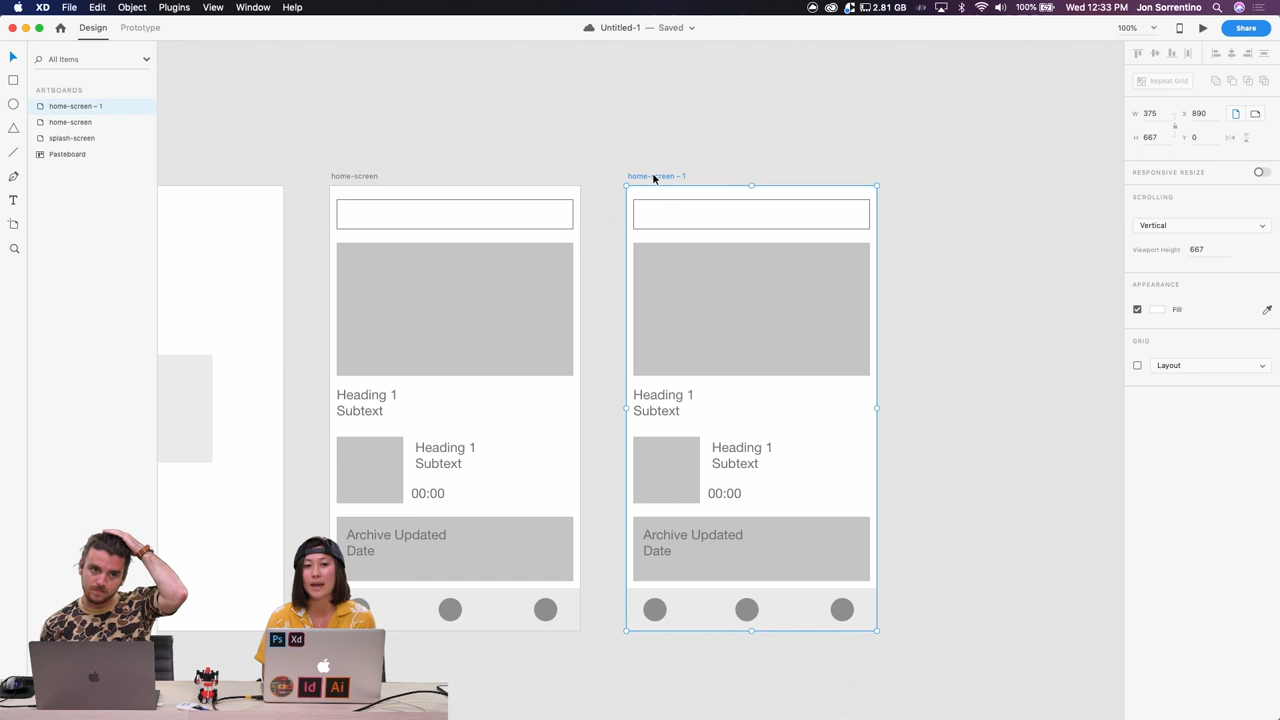 XD File Edit Object Plugins View Window Help
2.81 GB 100% Wed 12:33 PM Jon Sorrentino
Design Prototype Untitled-1 — Saved 100% Share
All Items
ARTBOARDS
home-screen – 1
home-screen
splash-screen
Pasteboard
home-screen
Heading 1
Subtext
Heading 1
Subtext
00:00
Archive Updated
Date
home-screen – 1
Heading 1
Subtext
Heading 1
Subtext
00:00
Archive Updated
Date
Repeat Grid
W 375 X 890
H 667 Y 0
RESPONSIVE RESIZE
SCROLLING
Vertical
Viewport Height 667
APPEARANCE
Fill
GRID
Layout
T
Ps Xd
Id Ai